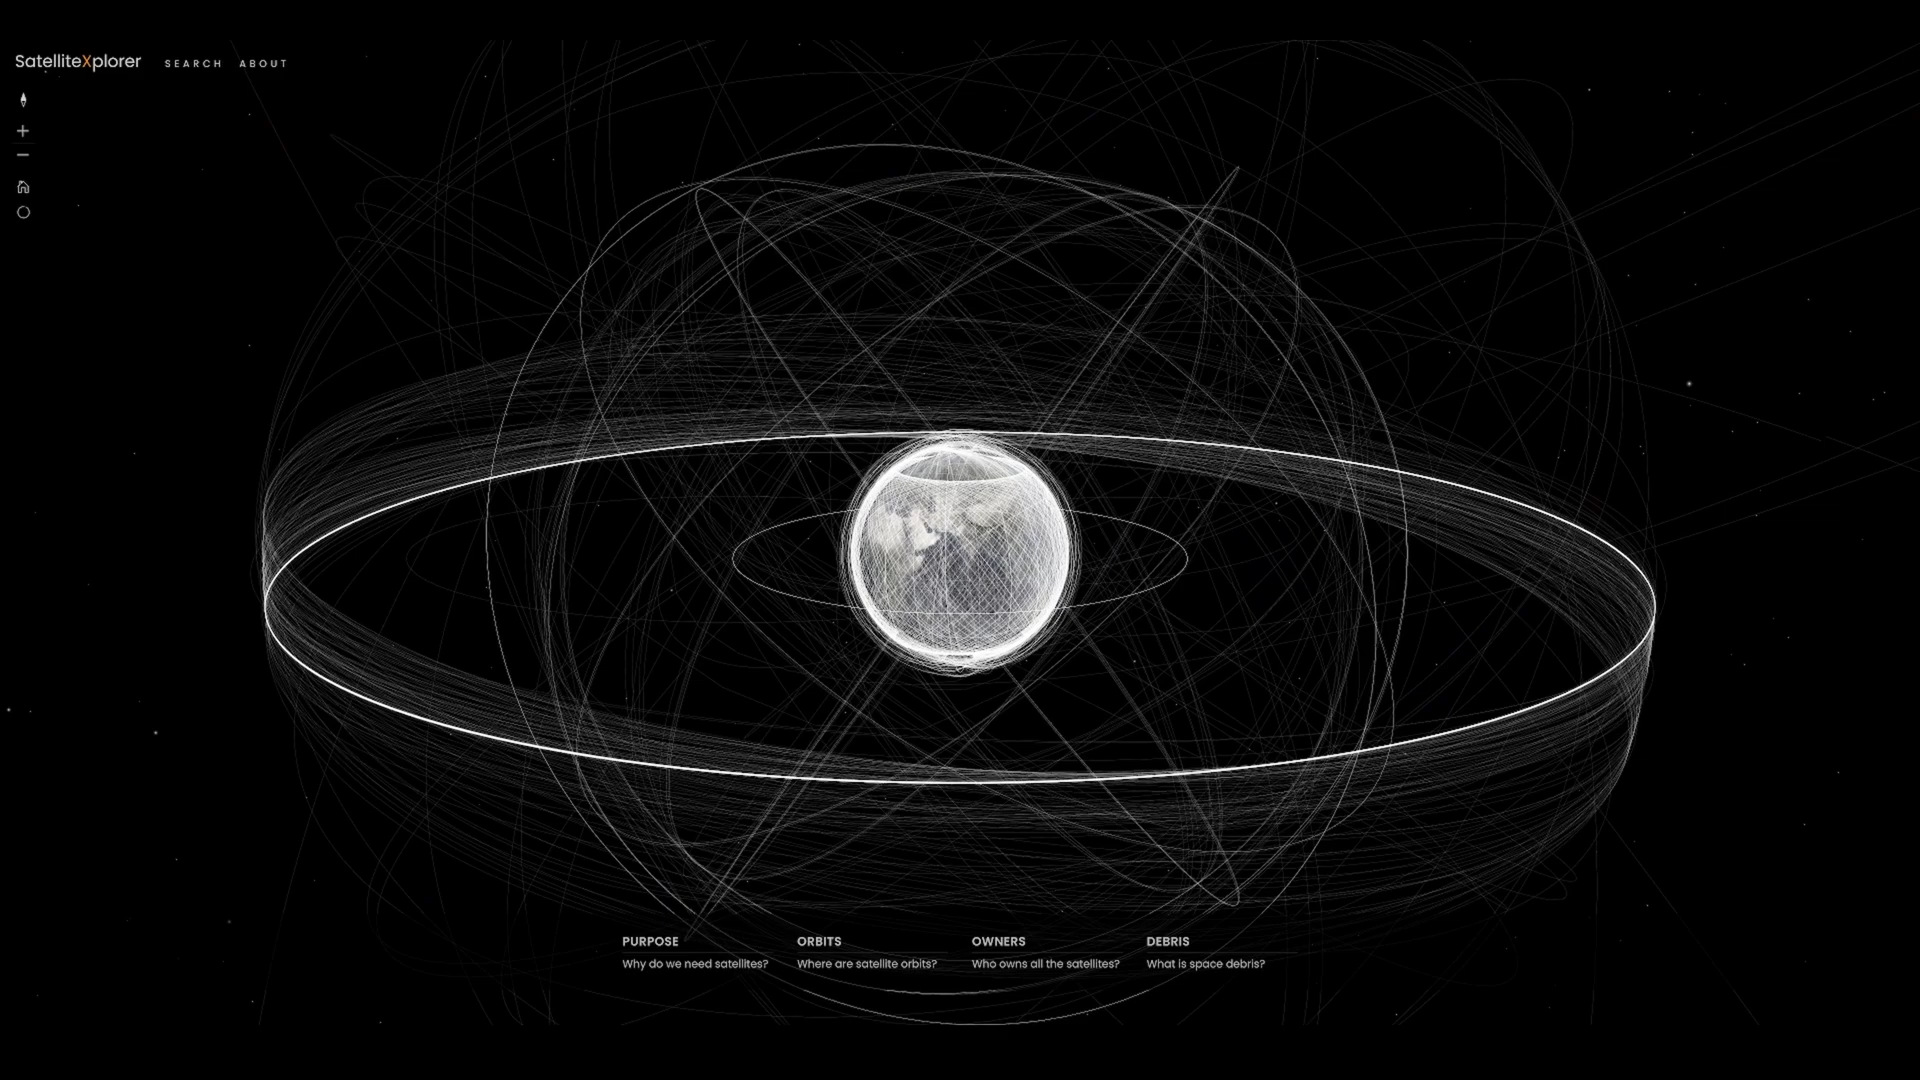 SatelliteXplorer
SEARCH ABOUT
PURPOSE
Why do we need satellites?
ORBITS
Where are satellite orbits?
OWNERS
Who owns all the satellites?
DEBRIS
What is space debris?